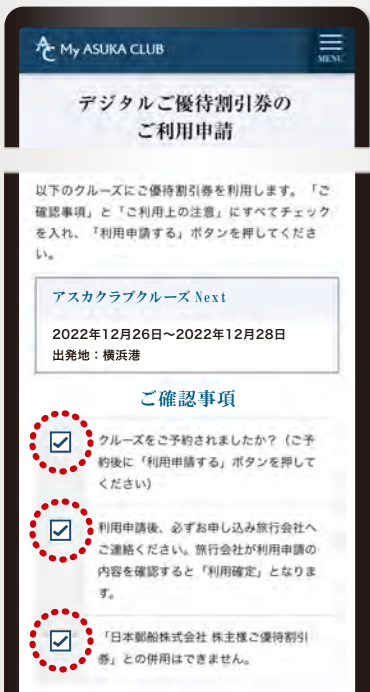 AC My ASUKA CLUB
MENU
デジタルご優待割引券の
ご利用申請
以下のクルーズにご優待割引券を利用します。「ご
確認事項」と「ご利用上の注意」にすべてチェック
を入れ、「利用申請する」ボタンを押してくださ
い。
アスカクラブクルーズ Next
2022年12月26日～2022年12月28日
出発地：横浜港
ご確認事項
クルーズをご予約されましたか？（ご予
約後に「利用申請する」ボタンを押して
ください）
利用申請後、必ずお申し込み旅行会社へ
ご連絡ください。旅行会社が利用申請の
内容を確認すると「利用確定」となりま
す。
「日本郵船株式会社 株主様ご優待割引
券」との併用はできません。